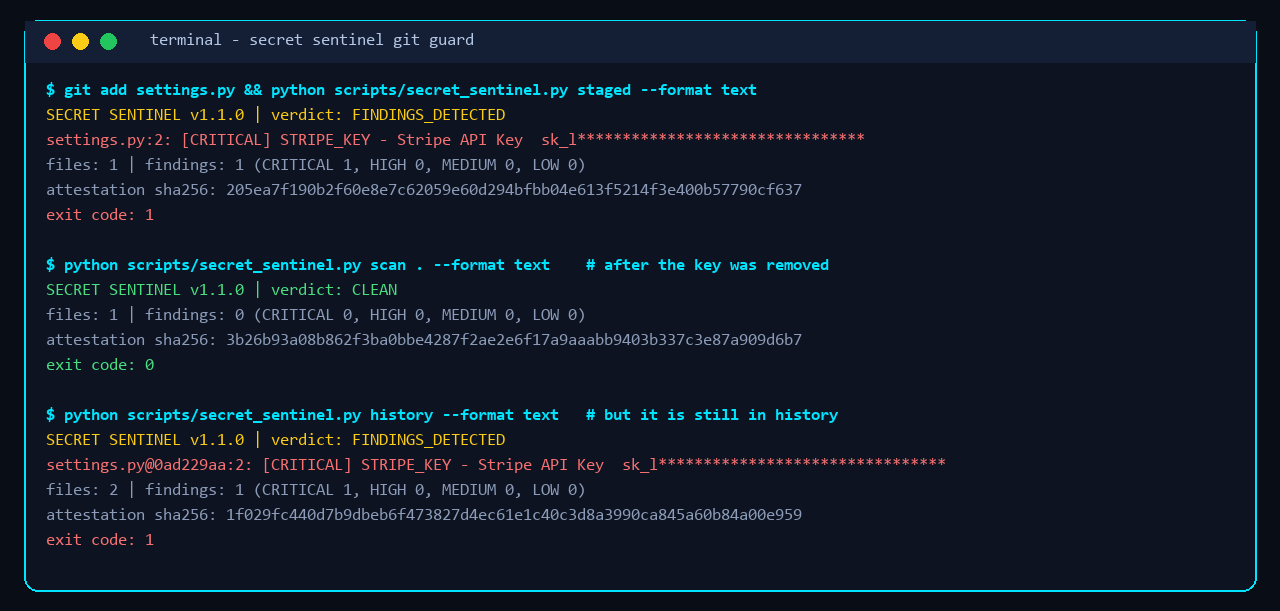 terminal - secret sentinel git guard
$ git add settings.py && python scripts/secret_sentinel.py staged --format text
SECRET SENTINEL v1.1.0 | verdict: FINDINGS_DETECTED
settings.py:2: [CRITICAL] STRIPE_KEY - Stripe API Key  sk_l********************************
files: 1 | findings: 1 (CRITICAL 1, HIGH 0, MEDIUM 0, LOW 0)
attestation sha256: 205ea7f190b2f60e8e7c62059e60d294bfbb04e613f5214f3e400b57790cf637
exit code: 1
$ python scripts/secret_sentinel.py scan . --format text    # after the key was removed
SECRET SENTINEL v1.1.0 | verdict: CLEAN
files: 1 | findings: 0 (CRITICAL 0, HIGH 0, MEDIUM 0, LOW 0)
attestation sha256: 3b26b93a08b862f3ba0bbe4287f2ae2e6f17a9aaabb9403b337c3e87a909d6b7
exit code: 0
$ python scripts/secret_sentinel.py history --format text   # but it is still in history
SECRET SENTINEL v1.1.0 | verdict: FINDINGS_DETECTED
settings.py@0ad229aa:2: [CRITICAL] STRIPE_KEY - Stripe API Key  sk_l********************************
files: 2 | findings: 1 (CRITICAL 1, HIGH 0, MEDIUM 0, LOW 0)
attestation sha256: 1f029fc440d7b9dbeb6f473827d4ec61e1c40c3d8a3990ca845a60b84a00e959
exit code: 1